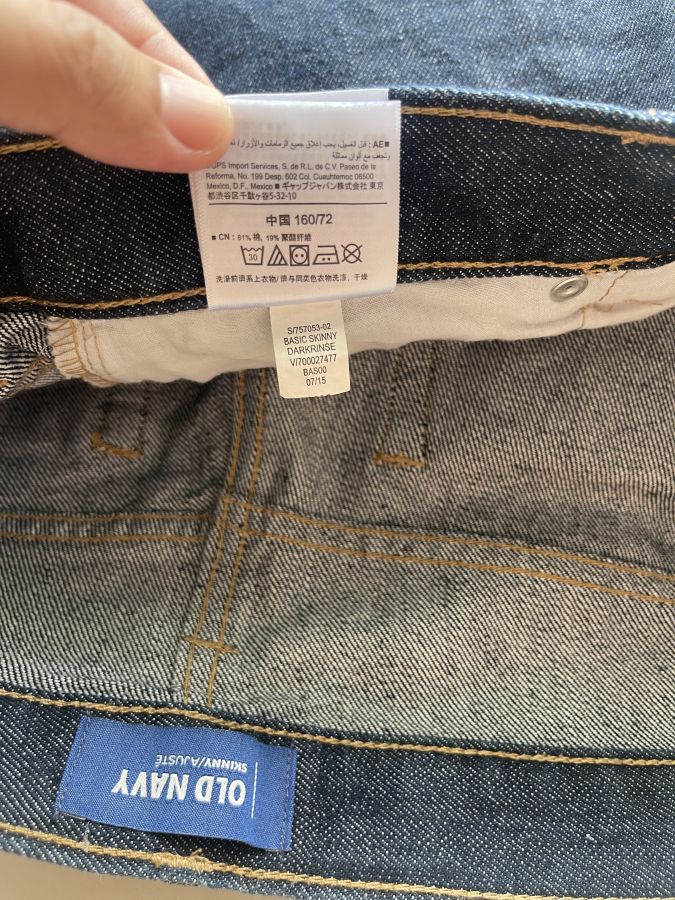 AE : قبل الغسيل، يجب إغلاق جميع الزمامات والأزرار/
وتجفف مع ألوان مماثلة
GPS Import Services, S. de R.L. de C.V. Paseo de la
Reforma, No. 199 Desp. 602 Col. Cuauhtemoc 06500
Mexico, D.F., Mexico ■ ギャップジャパン株式会社 東京
都渋谷区千駄ヶ谷5-32-10
中国 160/72
■ CN : 81% 棉, 19% 聚酯纤维
30
洗涤前请系上衣物/请与同类色衣物洗涤, 干燥
S/757053-02
BASIC SKINNY
DARKRINSE
V/700027477
BAS00
07/15
OLD NAVY
SKINNY/AJUSTÉ